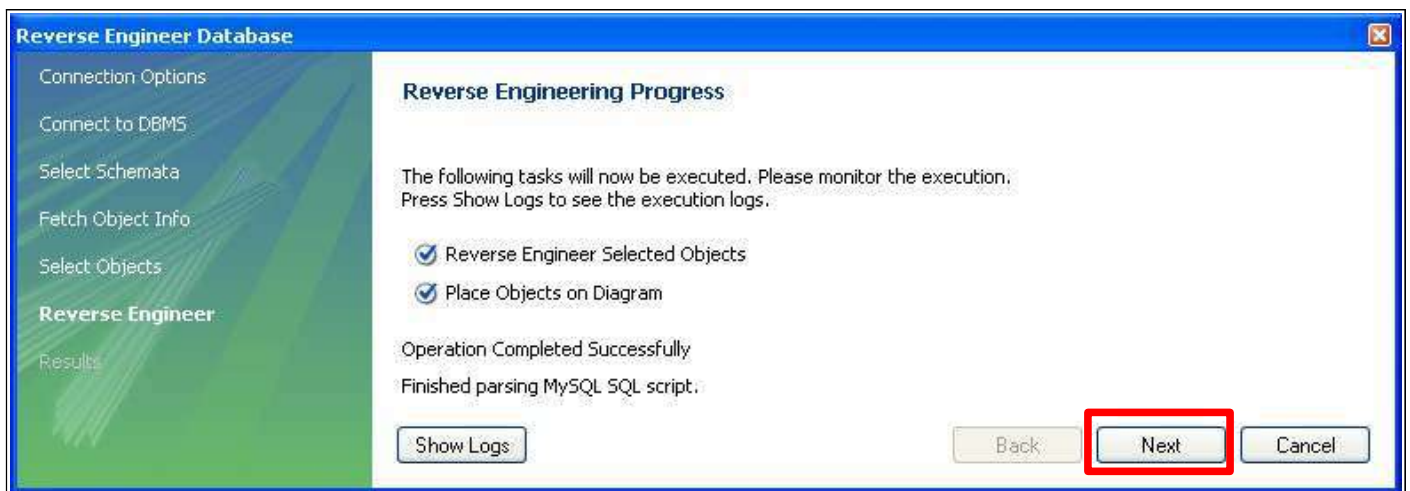 Reverse Engineer Database
Connection Options
Connect to DBMS
Select Schemata
Fetch Object Info
Select Objects
Reverse Engineer
Results
Reverse Engineering Progress
The following tasks will now be executed. Please monitor the execution.
Press Show Logs to see the execution logs.
Reverse Engineer Selected Objects
Place Objects on Diagram
Operation Completed Successfully
Finished parsing MySQL SQL script.
Show Logs
Back
Next
Cancel